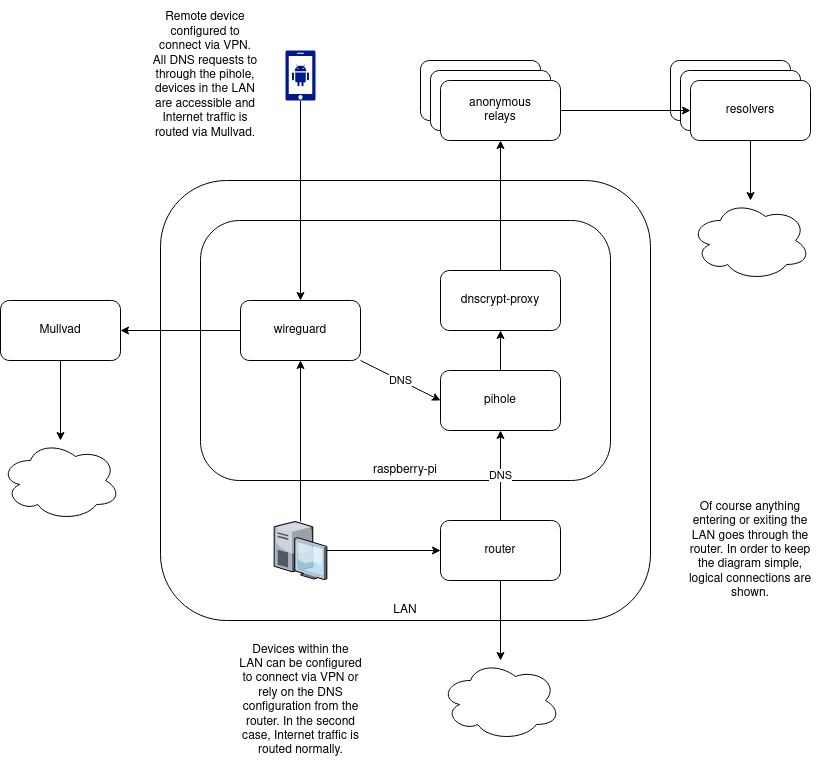 Remote device
configured to
connect via VPN.
All DNS requests to
through the pihole,
devices in the LAN
are accessible and
Internet traffic is
routed via Mullvad.
anonymous
relays
resolvers
dnscrypt-proxy
Mullvad
wireguard
DNS
pihole
raspberry-pi
DNS
Of course anything
entering or exiting the
LAN goes through the
router. In order to keep
the diagram simple,
logical connections are
shown.
router
LAN
Devices within the
LAN can be configured
to connect via VPN or
rely on the DNS
configuration from the
router. In the second
case, Internet traffic is
routed normally.